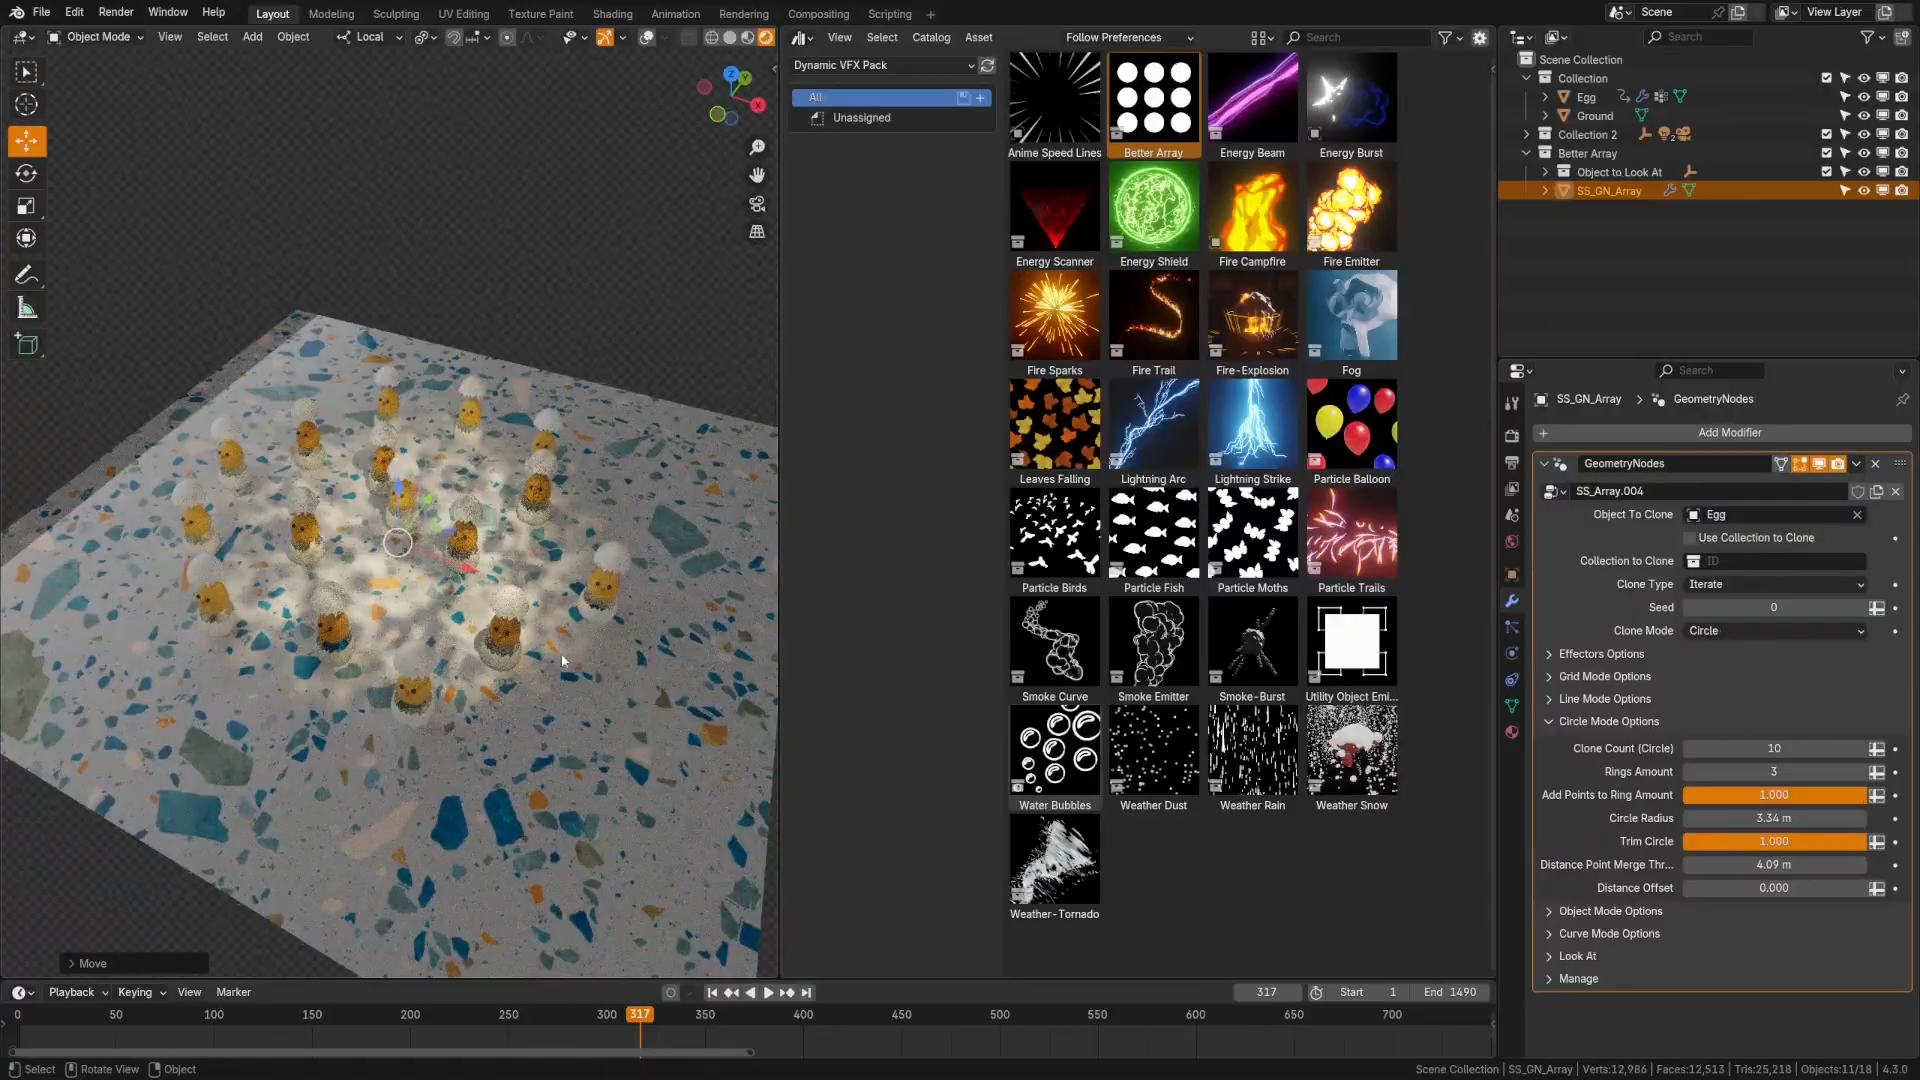 File Edit Render Window Help Layout Modeling Sculpting UV Editing Texture Paint Shading Animation Rendering Compositing Scripting + Scene View Layer
Object Mode View Select Add Object Local
View Select Catalog Asset Follow Preferences Search
Search
Dynamic VFX Pack
All
Unassigned
Anime Speed Lines Better Array Energy Beam Energy Burst
Energy Scanner Energy Shield Fire Campfire Fire Emitter
Fire Sparks Fire Trail Fire-Explosion Fog
Leaves Falling Lightning Arc Lightning Strike Particle Balloon
Particle Birds Particle Fish Particle Moths Particle Trails
Smoke Curve Smoke Emitter Smoke-Burst Utility Object Emi...
Water Bubbles Weather Dust Weather Rain Weather Snow
Weather-Tornado
Z
Y
X
Scene Collection
Collection
Egg
Ground
Collection 2 2
Better Array
Object to Look At
SS_GN_Array
Search
SS_GN_Array > GeometryNodes
+ Add Modifier
GeometryNodes
SS_Array.004
Object To Clone Egg
Use Collection to Clone
Collection to Clone ID
Clone Type Iterate
Seed 0
Clone Mode Circle
Effectors Options
Grid Mode Options
Line Mode Options
Circle Mode Options
Clone Count (Circle) 10
Rings Amount 3
Add Points to Ring Amount 1.000
Circle Radius 3.34 m
Trim Circle 1.000
Distance Point Merge Thr... 4.09 m
Distance Offset 0.000
Object Mode Options
Curve Mode Options
Look At
Manage
> Move
Playback Keying View Marker 317 Start 1 End 1490
0 50 100 150 200 250 300 317 350 400 450 500 550 600 650 700
Select Rotate View Object
Scene Collection | SS_GN_Array | Verts:12,986 | Faces:12,513 | Tris:25,218 | Objects:11/18 | 4.3.0